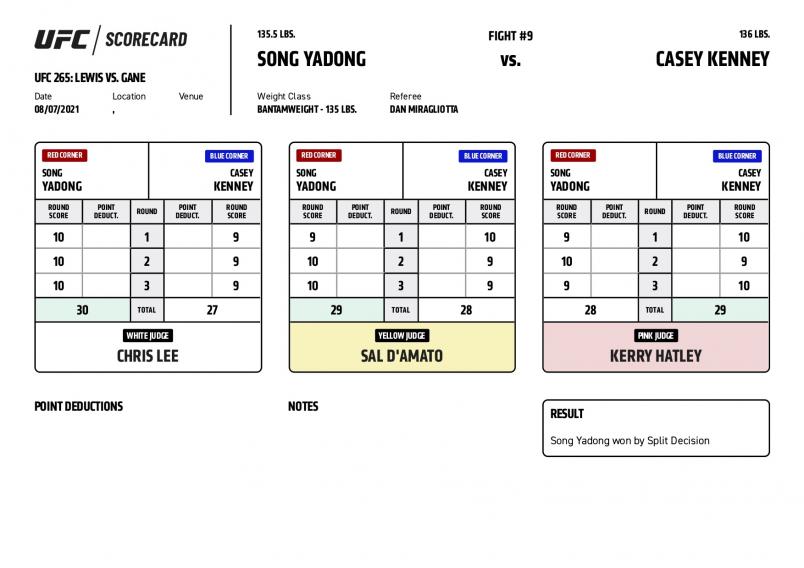 UFC / SCORECARD
UFC 265: LEWIS VS. GANE
Date Location Venue
08/07/2021 ,
135.5 LBS. FIGHT #9 136 LBS.
SONG YADONG vs. CASEY KENNEY
Weight Class Referee
BANTAMWEIGHT - 135 LBS. DAN MIRAGLIOTTA
RED CORNER BLUE CORNER
SONG CASEY
YADONG KENNEY
ROUND SCORE POINT DEDUCT. ROUND POINT DEDUCT. ROUND SCORE
10 1 9
10 2 9
10 3 9
30 TOTAL 27
WHITE JUDGE
CHRIS LEE
RED CORNER BLUE CORNER
SONG CASEY
YADONG KENNEY
ROUND SCORE POINT DEDUCT. ROUND POINT DEDUCT. ROUND SCORE
9 1 10
10 2 9
10 3 9
29 TOTAL 28
YELLOW JUDGE
SAL D'AMATO
RED CORNER BLUE CORNER
SONG CASEY
YADONG KENNEY
ROUND SCORE POINT DEDUCT. ROUND POINT DEDUCT. ROUND SCORE
9 1 10
10 2 9
9 3 10
28 TOTAL 29
PINK JUDGE
KERRY HATLEY
POINT DEDUCTIONS
NOTES
RESULT
Song Yadong won by Split Decision